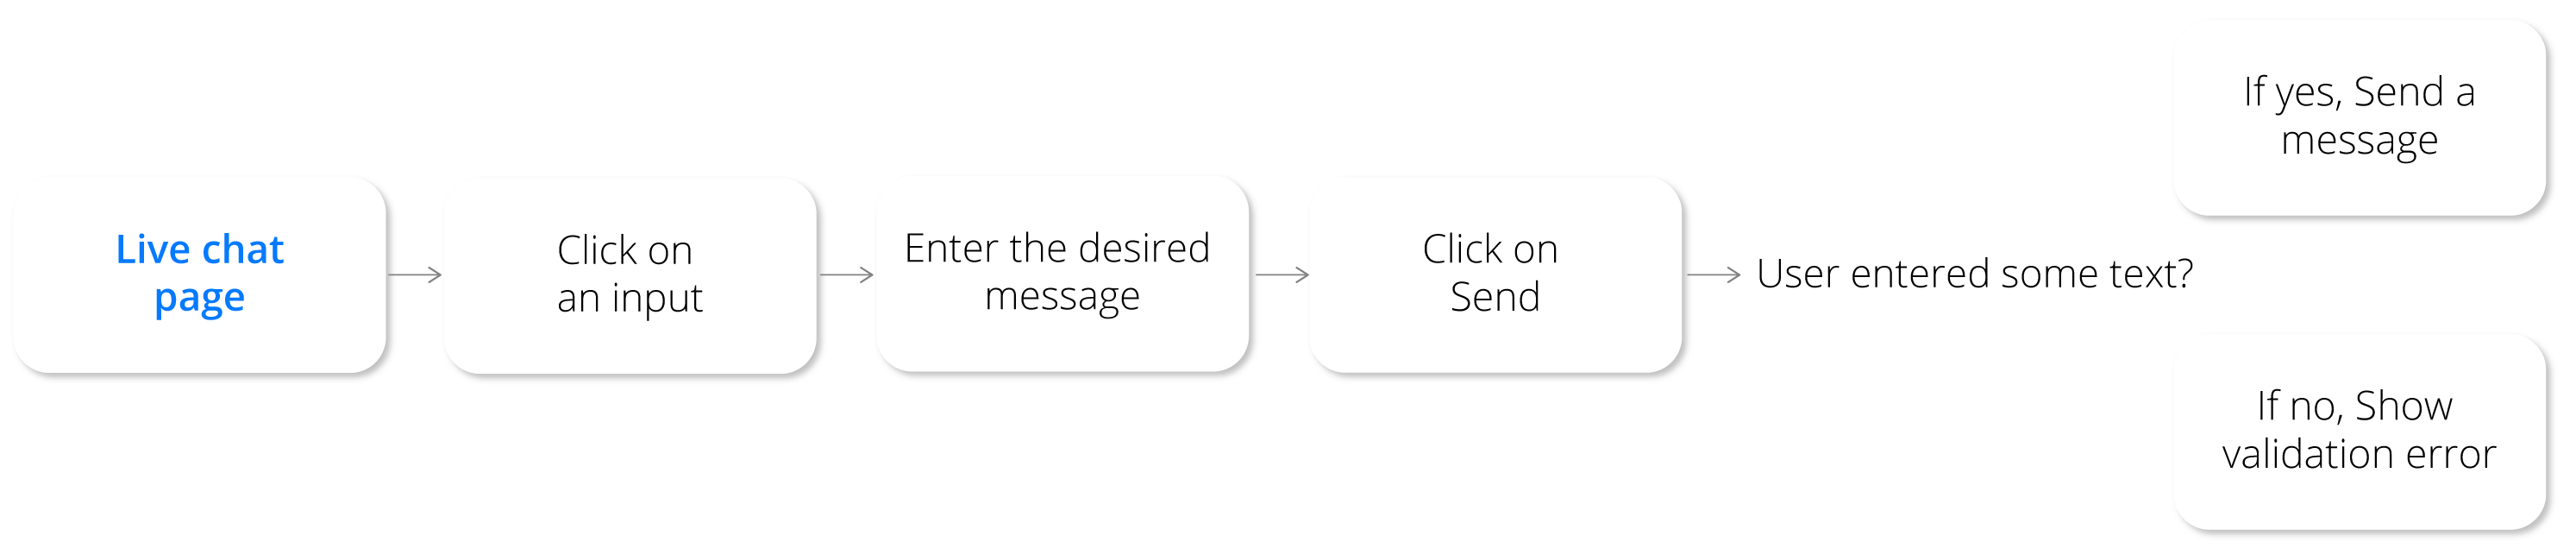 Live chat
page
Click on
an input
Enter the desired
message
Click on
Send
User entered some text?
If yes, Send a
message
If no, Show
validation error